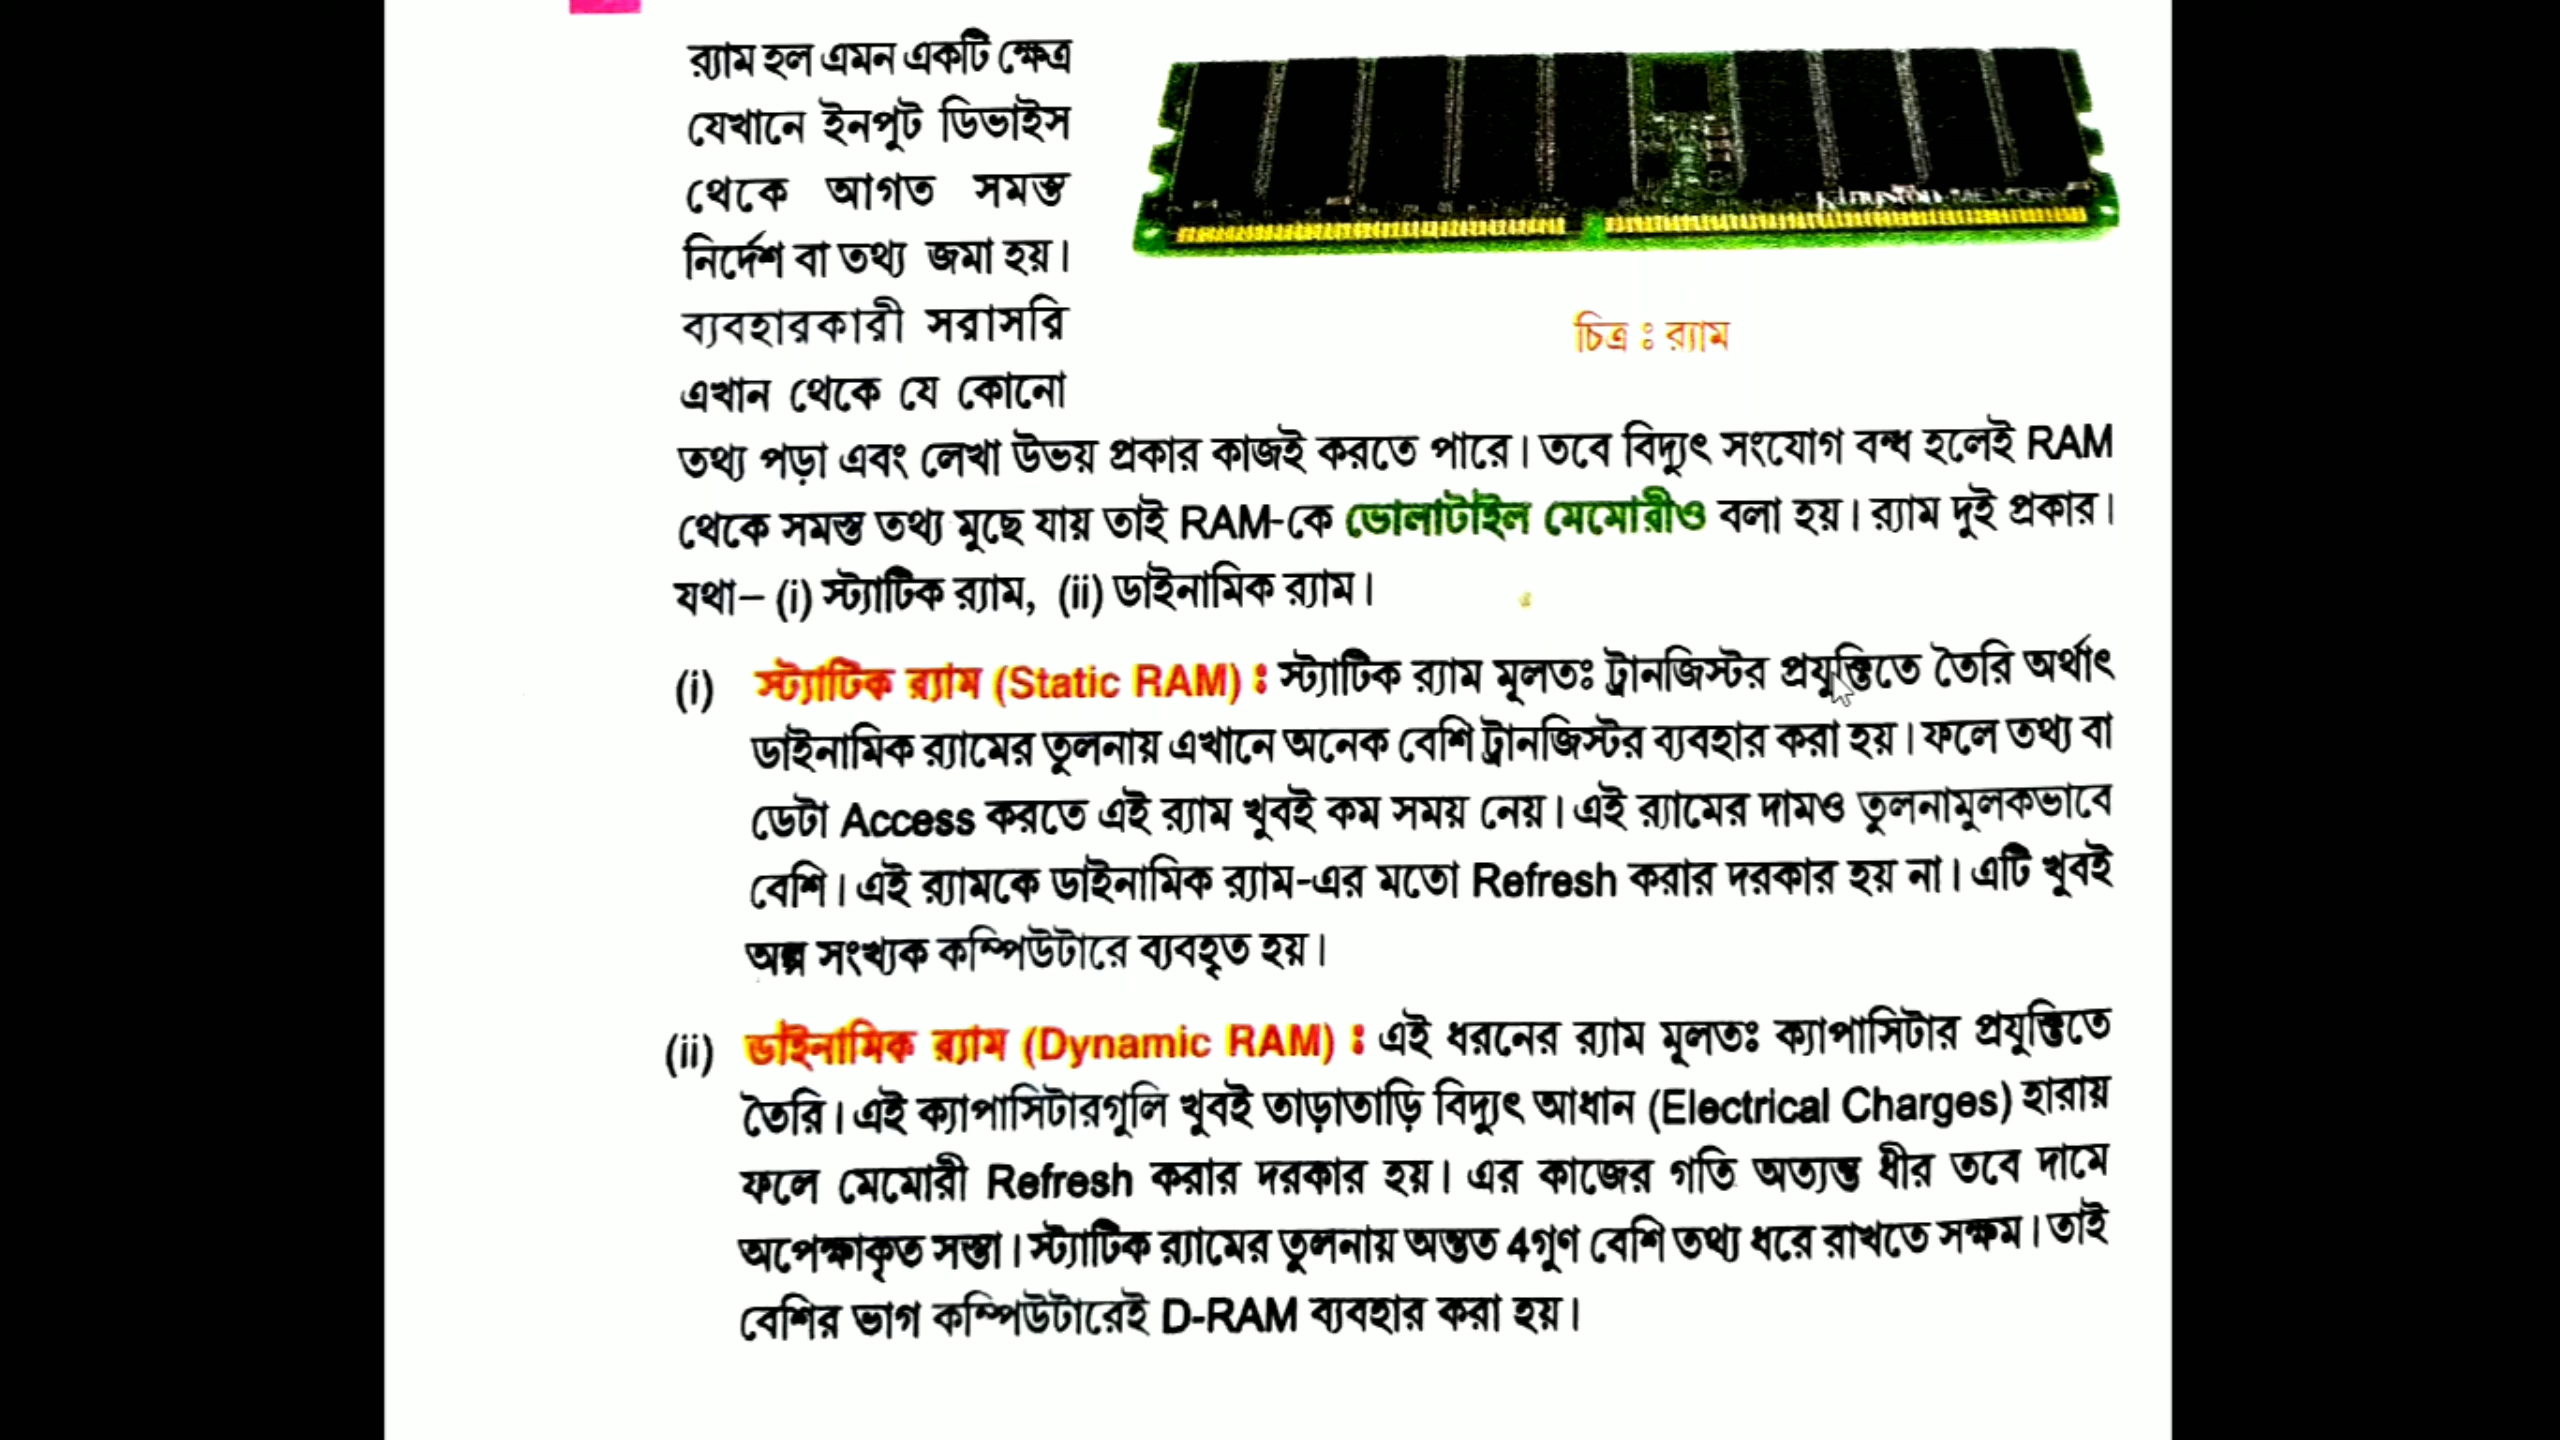 র‍্যাম হল এমন একটি ক্ষেত্র
যেখানে ইনপুট ডিভাইস
থেকে আগত সমস্ত
নির্দেশ বা তথ্য জমা হয়।
ব্যবহারকারী সরাসরি
এখান থেকে যে কোনো
Kingston MEMORY
চিত্র ঃ র‍্যাম
তথ্য পড়া এবং লেখা উভয় প্রকার কাজই করতে পারে। তবে বিদ্যুৎ সংযোগ বন্ধ হলেই RAM
থেকে সমস্ত তথ্য মুছে যায় তাই RAM-কে ভোলাটাইল মেমোরীও বলা হয়। র‍্যাম দুই প্রকার।
যথা– (i) স্ট্যাটিক র‍্যাম, (ii) ডাইনামিক র‍্যাম।
(i) স্ট্যাটিক র‍্যাম (Static RAM) ঃ স্ট্যাটিক র‍্যাম মূলতঃ ট্রানজিস্টর প্রযুক্তিতে তৈরি অর্থাৎ
ডাইনামিক র‍্যামের তুলনায় এখানে অনেক বেশি ট্রানজিস্টর ব্যবহার করা হয়। ফলে তথ্য বা
ডেটা Access করতে এই র‍্যাম খুবই কম সময় নেয়। এই র‍্যামের দামও তুলনামুলকভাবে
বেশি। এই র‍্যামকে ডাইনামিক র‍্যাম-এর মতো Refresh করার দরকার হয় না। এটি খুবই
অল্প সংখ্যক কম্পিউটারে ব্যবহৃত হয়।
(ii) ডাইনামিক র‍্যাম (Dynamic RAM) ঃ এই ধরনের র‍্যাম মূলতঃ ক্যাপাসিটার প্রযুক্তিতে
তৈরি। এই ক্যাপাসিটারগুলি খুবই তাড়াতাড়ি বিদ্যুৎ আধান (Electrical Charges) হারায়
ফলে মেমোরী Refresh করার দরকার হয়। এর কাজের গতি অত্যন্ত ধীর তবে দামে
অপেক্ষাকৃত সস্তা। স্ট্যাটিক র‍্যামের তুলনায় অন্তত 4গুণ বেশি তথ্য ধরে রাখতে সক্ষম। তাই
বেশির ভাগ কম্পিউটারেই D-RAM ব্যবহার করা হয়।